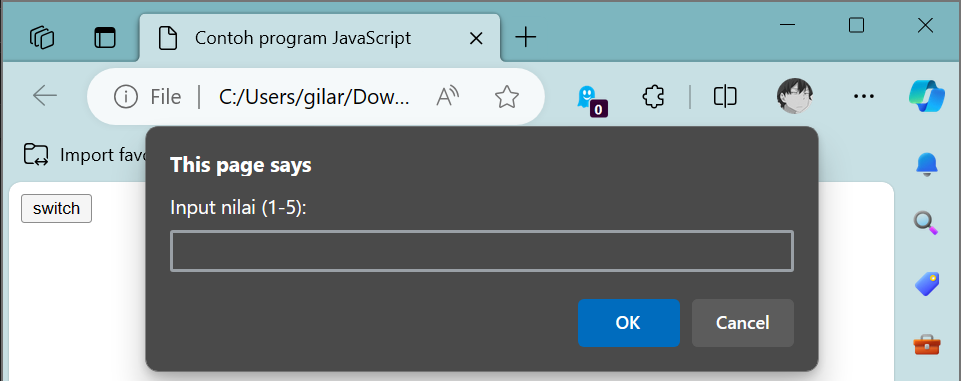 Contoh program JavaScript
File
C:/Users/gilar/Dow...
A
0
Import favo
This page says
Input nilai (1-5):
switch
OK
Cancel